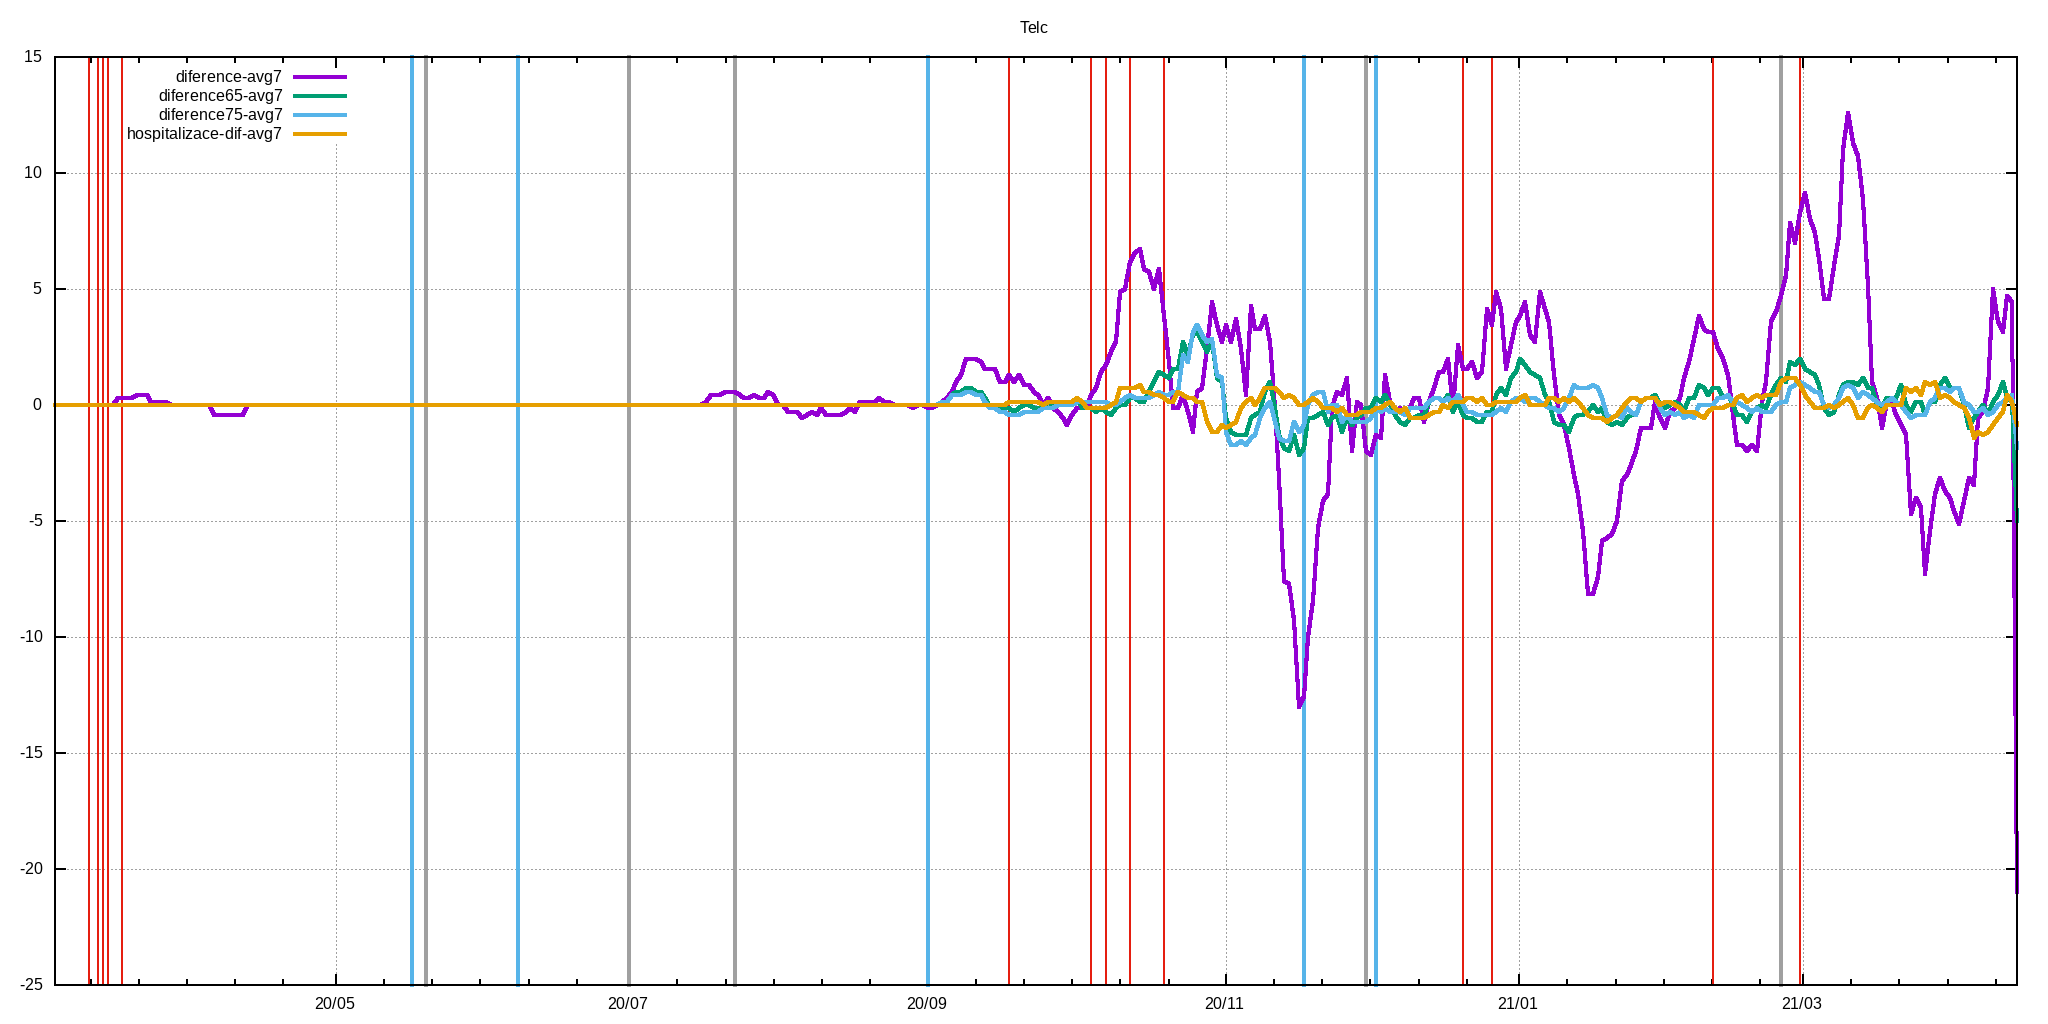 Telc
15
diference-avg7
diference65-avg7
diference75-avg7
hospitalizace-dif-avg7
10
5
0
-5
-10
-15
-20
-25
20/05 20/07 20/09 20/11 21/01 21/03